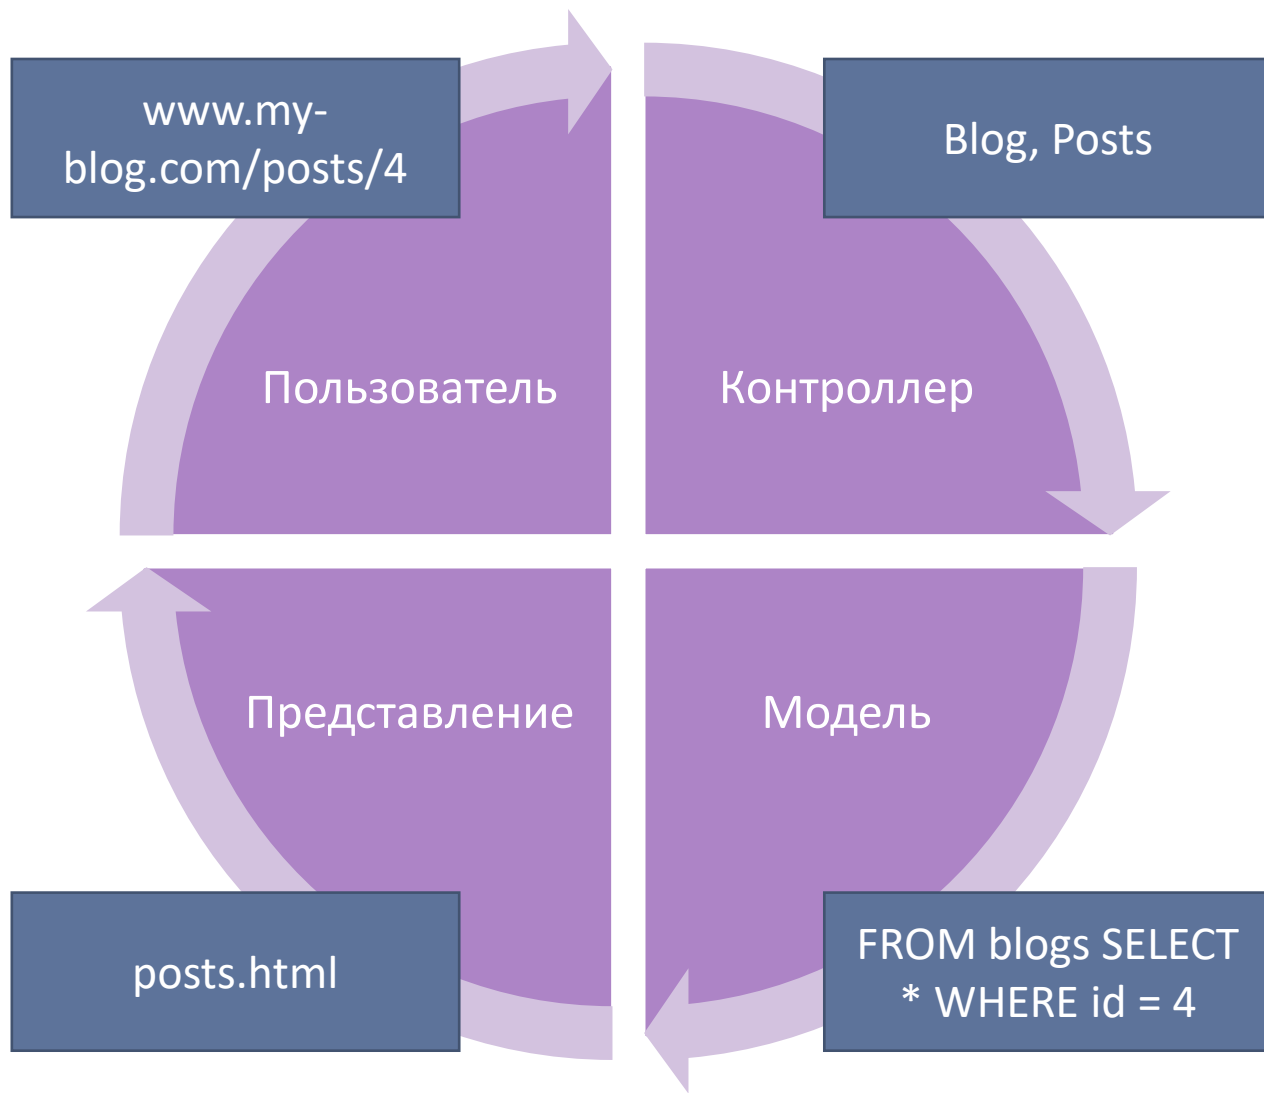 www.my-
blog.com/posts/4
Blog, Posts
Пользователь
Контроллер
Представление
Модель
posts.html
FROM blogs SELECT
* WHERE id = 4